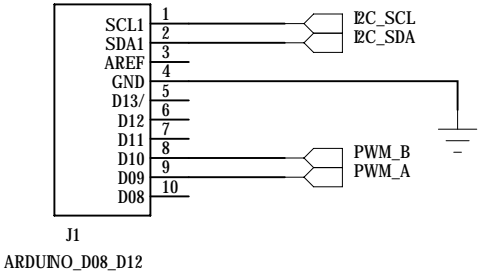 SCL1 1 I2C_SCL
SDA1 2 I2C_SDA
AREF 3
GND 4
D13/ 5
D12 6
D11 7
D10 8 PWM_B
D09 9 PWM_A
D08 10
J1
ARDUINO_D08_D12